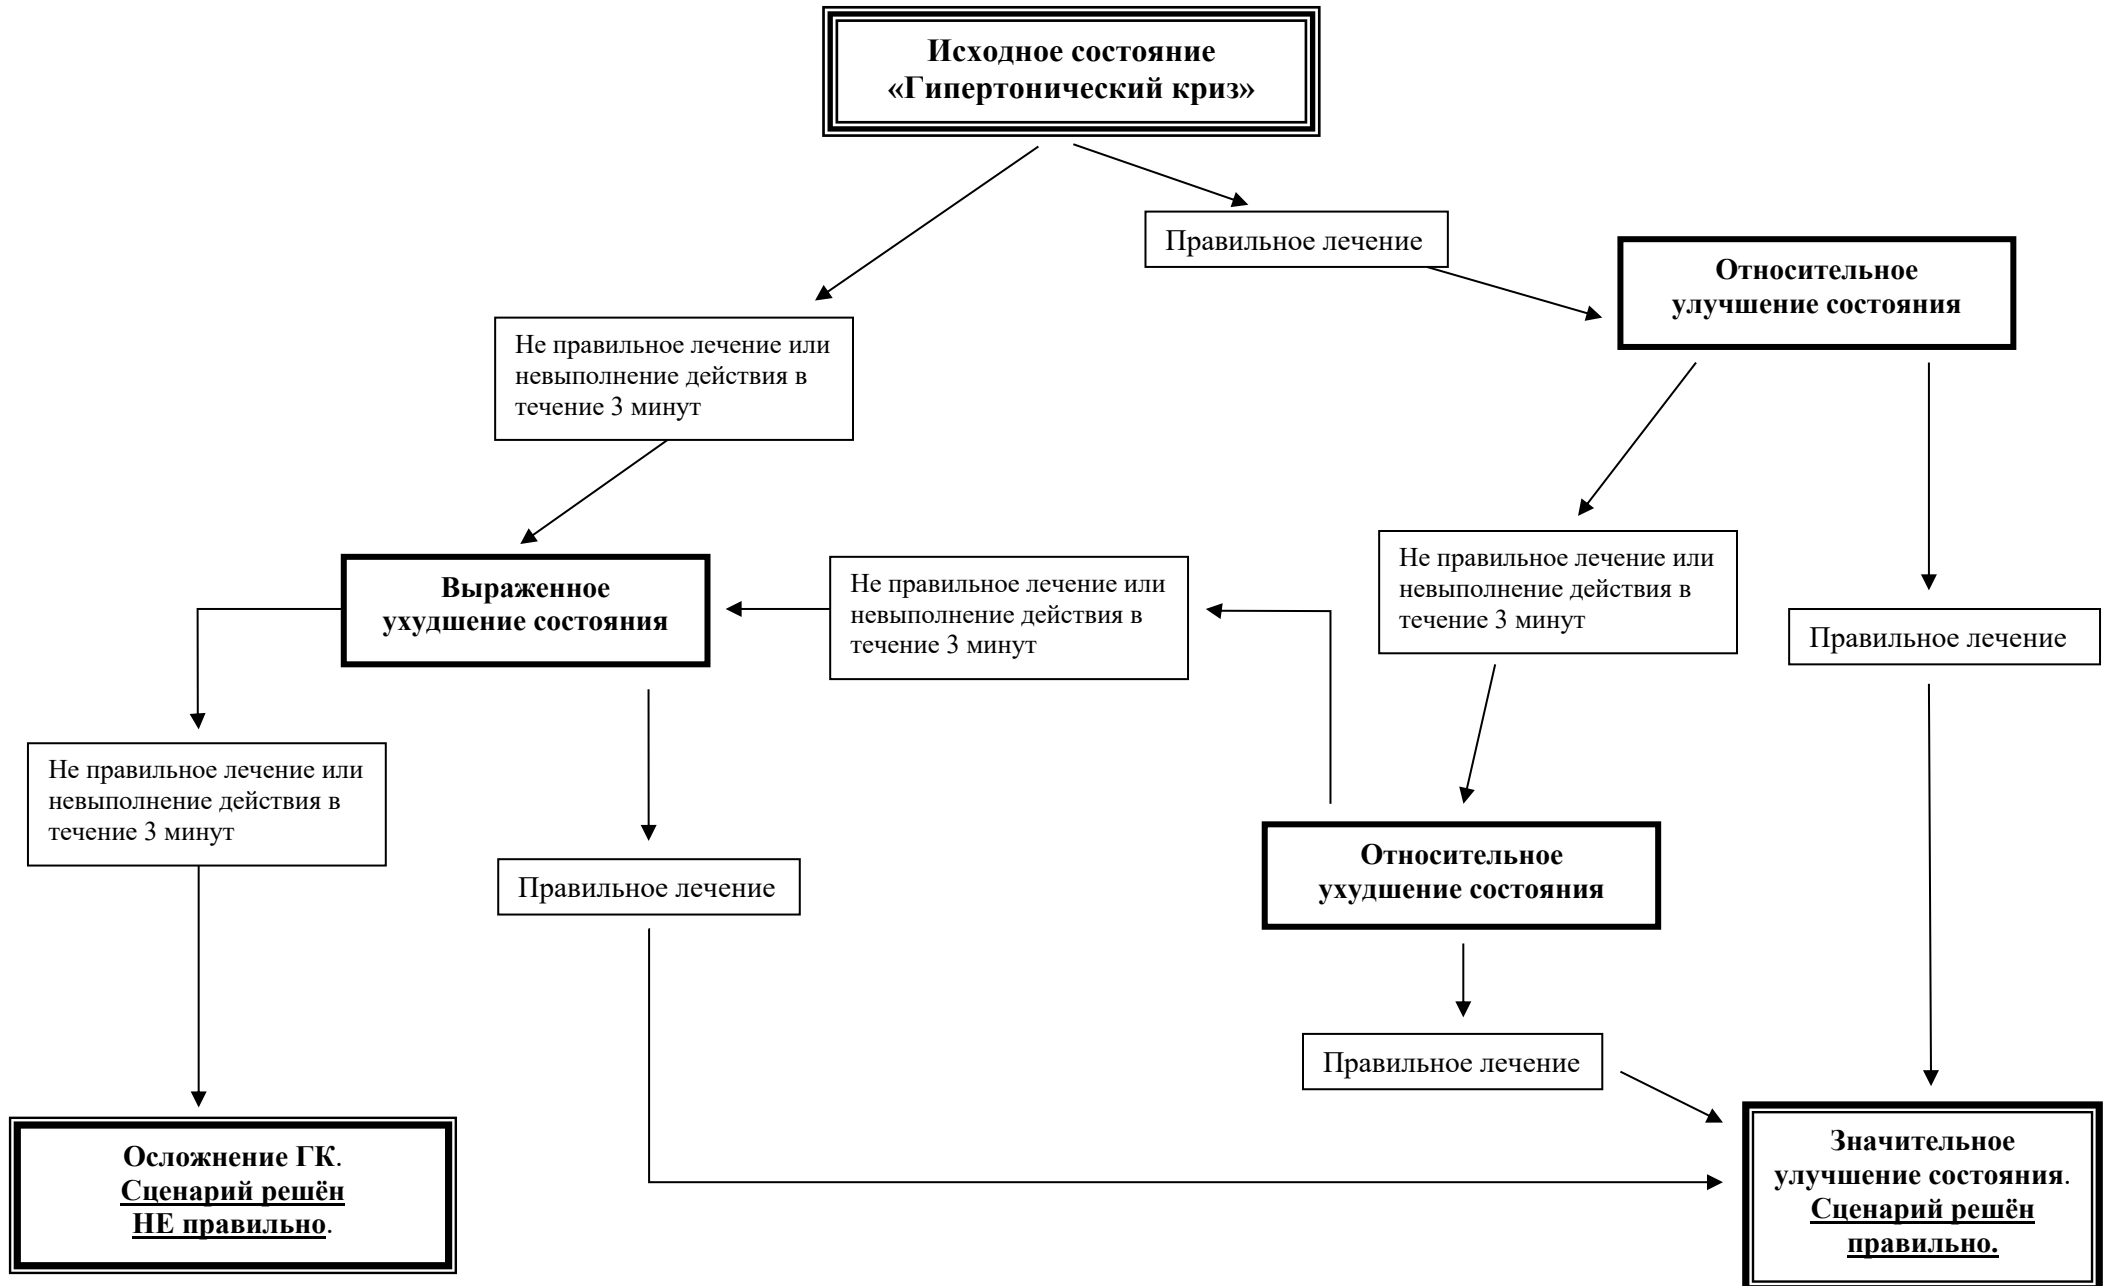 Исходное состояние
«Гипертонический криз»
Правильное лечение
Относительное
улучшение состояния
Не правильное лечение или
невыполнение действия в
течение 3 минут
Выраженное
ухудшение состояния
Не правильное лечение или
невыполнение действия в
течение 3 минут
Не правильное лечение или
невыполнение действия в
течение 3 минут
Правильное лечение
Не правильное лечение или
невыполнение действия в
течение 3 минут
Правильное лечение
Относительное
ухудшение состояния
Правильное лечение
Осложнение ГК.
Сценарий решён
НЕ правильно.
Значительное
улучшение состояния.
Сценарий решён
правильно.